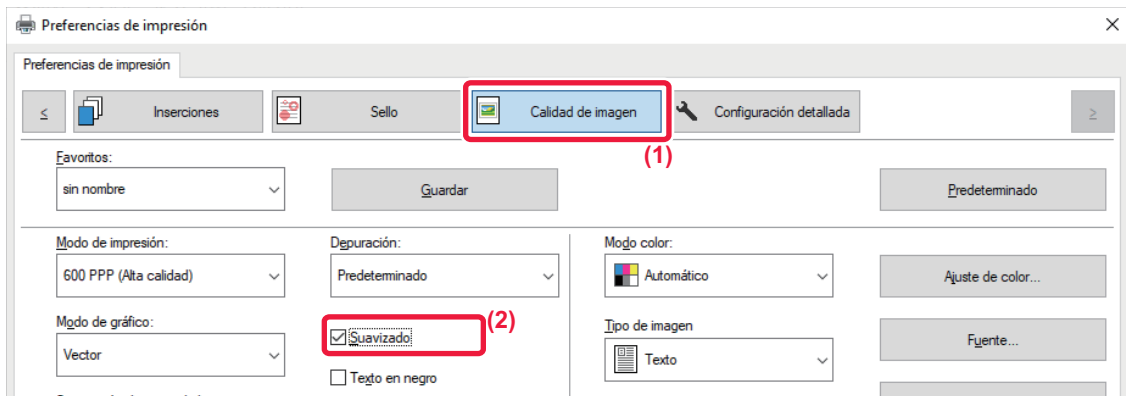 Preferencias de impresión
Preferencias de impresión
< Inserciones Sello Calidad de imagen Configuración detallada >
(1)
Favoritos:
sin nombre Guardar Predeterminado
Modo de impresión: Depuración: Modo color:
600 PPP (Alta calidad) Predeterminado Automático Ajuste de color...
Modo de gráfico: (2) Tipo de imagen
Vector Suavizado Texto Fuente...
Texto en negro